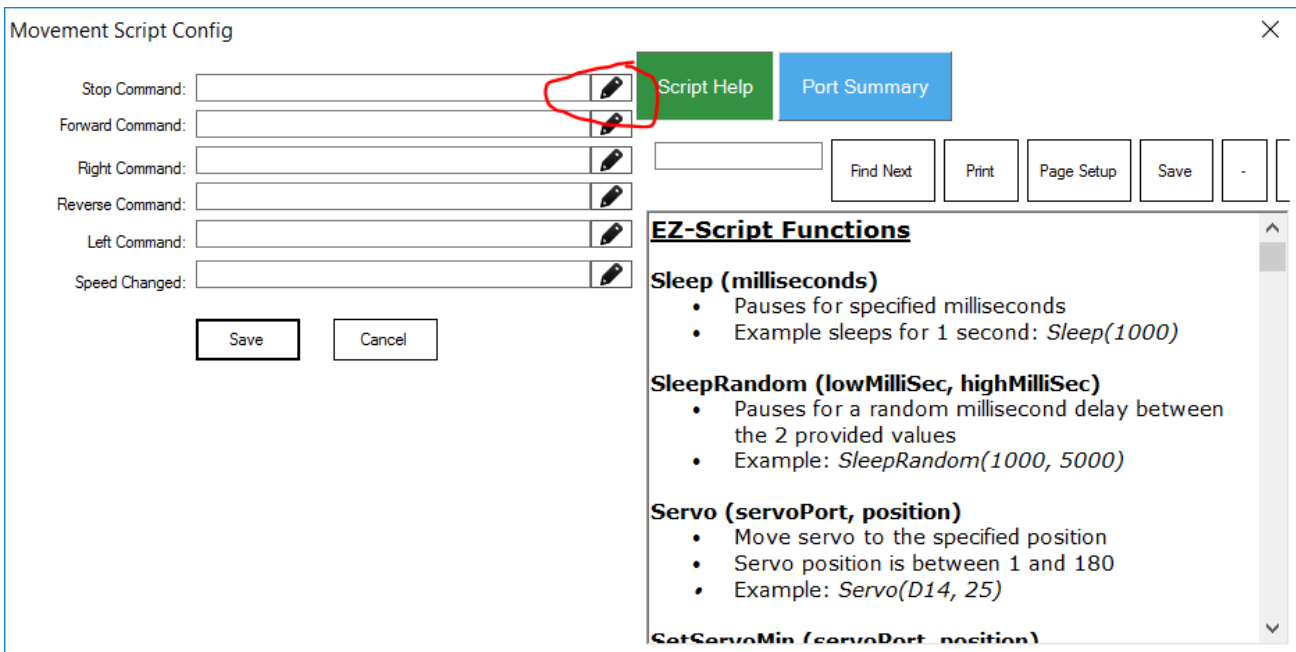 Movement Script Config
Stop Command:
Forward Command:
Right Command:
Reverse Command:
Left Command:
Speed Changed:
Save
Cancel
Script Help
Port Summary
Find Next
Print
Page Setup
Save
-
EZ-Script Functions
Sleep (milliseconds)
• Pauses for specified milliseconds
• Example sleeps for 1 second: Sleep(1000)
SleepRandom (lowMilliSec, highMilliSec)
• Pauses for a random millisecond delay between
the 2 provided values
• Example: SleepRandom(1000, 5000)
Servo (servoPort, position)
• Move servo to the specified position
• Servo position is between 1 and 180
• Example: Servo(D14, 25)
SetServoMin (servoPort, position)